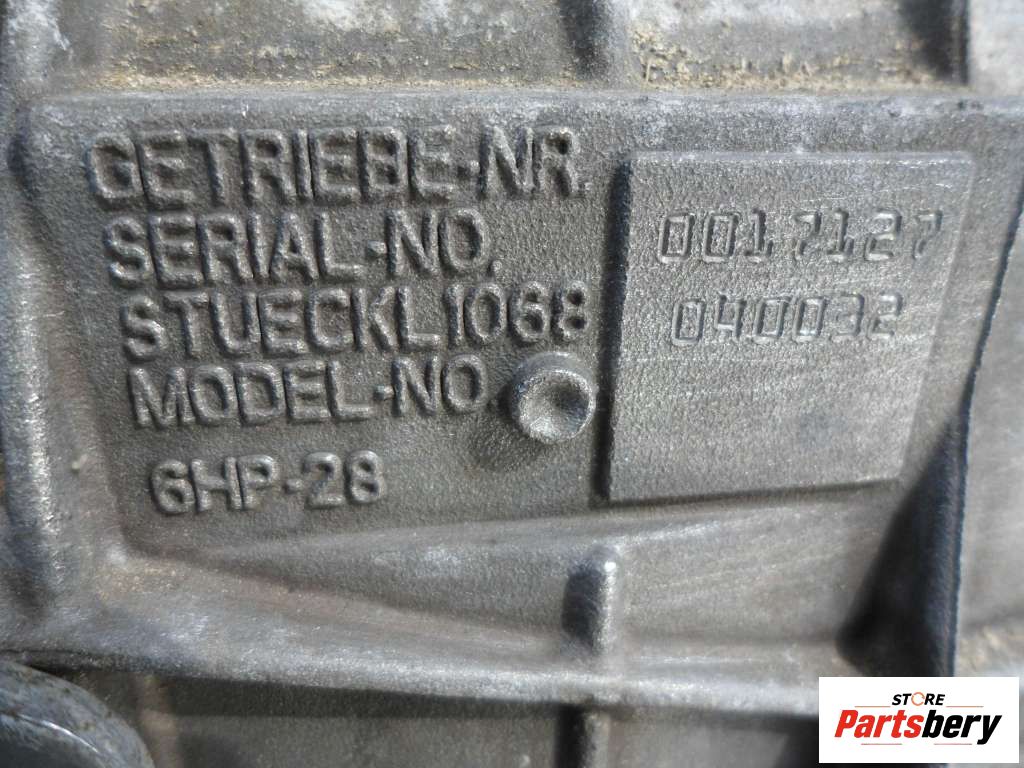 GETRIEBE-NR.
SERIAL-NO.
STUECKL1068
MODEL-NO.
6HP-28
0017127
040032
STORE
Partsbery